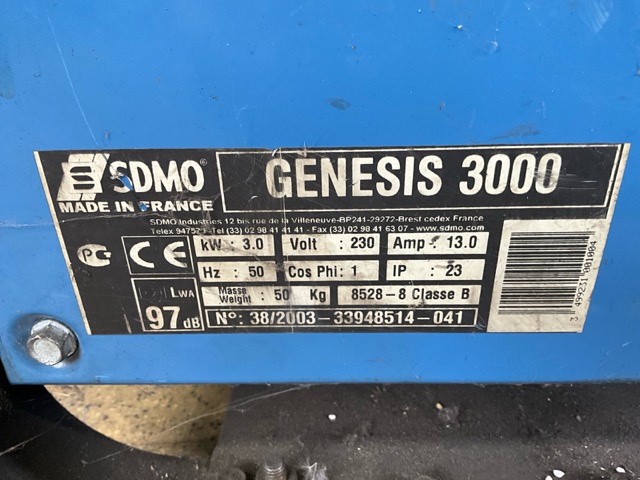 SDMO®
MADE IN FRANCE
GENESIS 3000
SDMO Industries 12 bis rue de la Villeneuve-BP241-29272-Brest cedex France
Tel (33) 02 98 41 41 41 - Fax (33) 02 98 41 63 07 - www.sdmo.com
kW : 3.0 Volt : 230 Amp : 13.0
CE
Hz : 50 Cos Phi : 1 IP : 23
LWA
97 dB
Masse
Weight : 50 Kg 8528-8 Classe B
N°: 38/2003-33948514-041